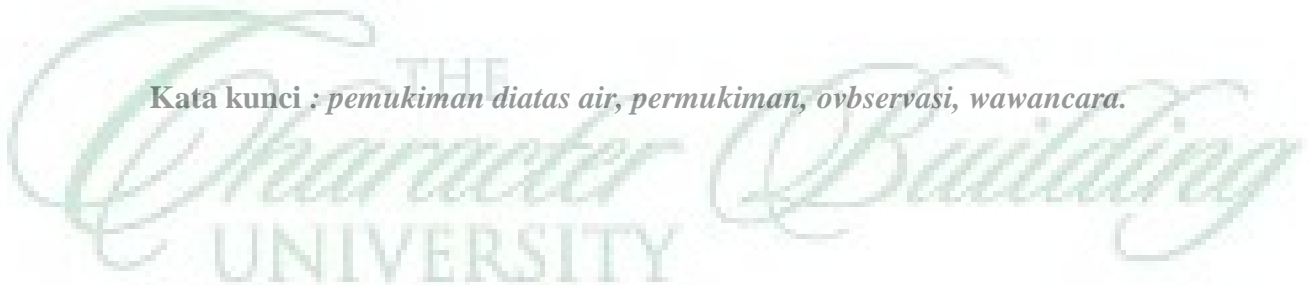 THE
Kata kunci : pemukiman diatas air, permukiman, ovbservasi, wawancara.
Character Building
UNIVERSITY